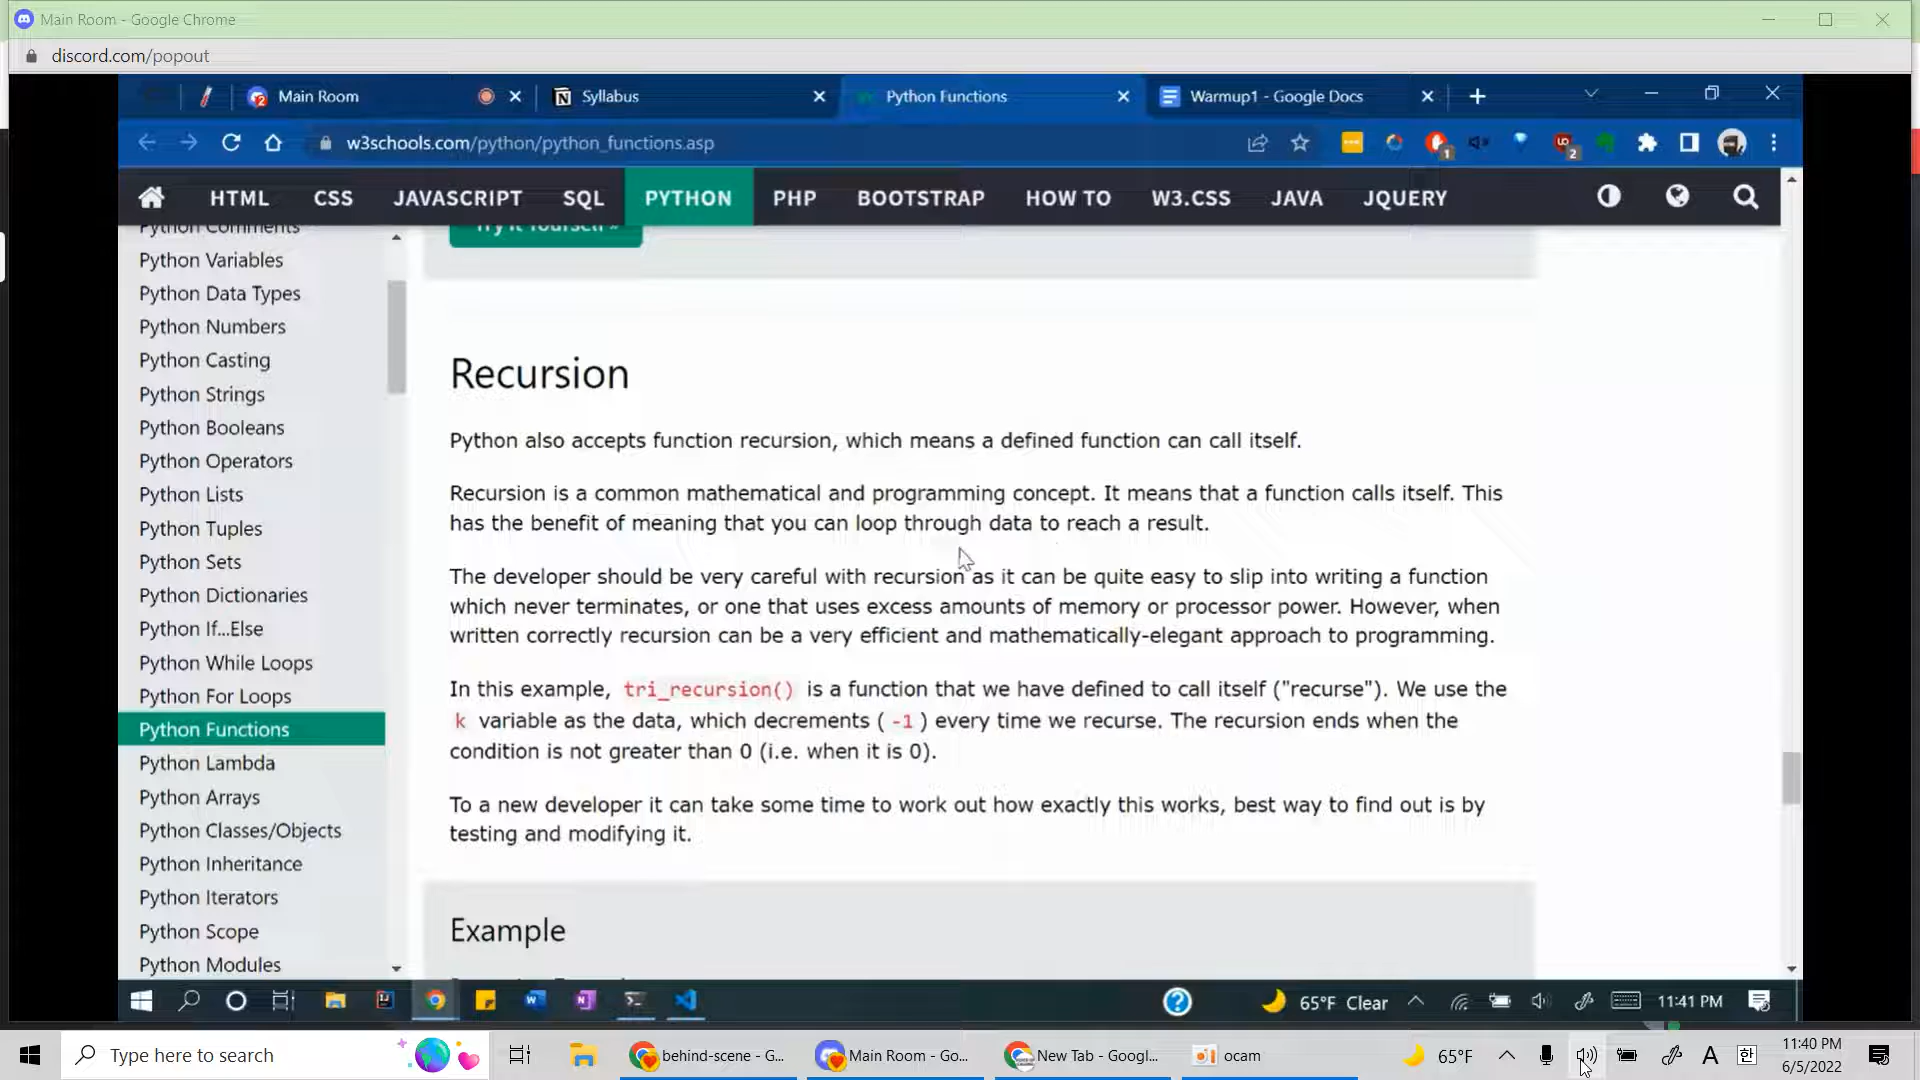 Main Room - Google Chrome
discord.com/popout
Main Room
Syllabus
Python Functions
Warmup1 - Google Docs
w3schools.com/python/python_functions.asp
HTML CSS JAVASCRIPT SQL PYTHON PHP BOOTSTRAP HOW TO W3.CSS JAVA JQUERY
Python Comments
Python Variables
Python Data Types
Python Numbers
Python Casting
Python Strings
Python Booleans
Python Operators
Python Lists
Python Tuples
Python Sets
Python Dictionaries
Python If...Else
Python While Loops
Python For Loops
Python Functions
Python Lambda
Python Arrays
Python Classes/Objects
Python Inheritance
Python Iterators
Python Scope
Python Modules
Try it Yourself »
Recursion
Python also accepts function recursion, which means a defined function can call itself.
Recursion is a common mathematical and programming concept. It means that a function calls itself. This
has the benefit of meaning that you can loop through data to reach a result.
The developer should be very careful with recursion as it can be quite easy to slip into writing a function
which never terminates, or one that uses excess amounts of memory or processor power. However, when
written correctly recursion can be a very efficient and mathematically-elegant approach to programming.
In this example, tri_recursion() is a function that we have defined to call itself ("recurse"). We use the
k variable as the data, which decrements (-1) every time we recurse. The recursion ends when the
condition is not greater than 0 (i.e. when it is 0).
To a new developer it can take some time to work out how exactly this works, best way to find out is by
testing and modifying it.
Example
65°F Clear
11:41 PM
Type here to search
behind-scene - G...
Main Room - Go...
New Tab - Googl...
ocam
65°F
A
한
11:40 PM
6/5/2022